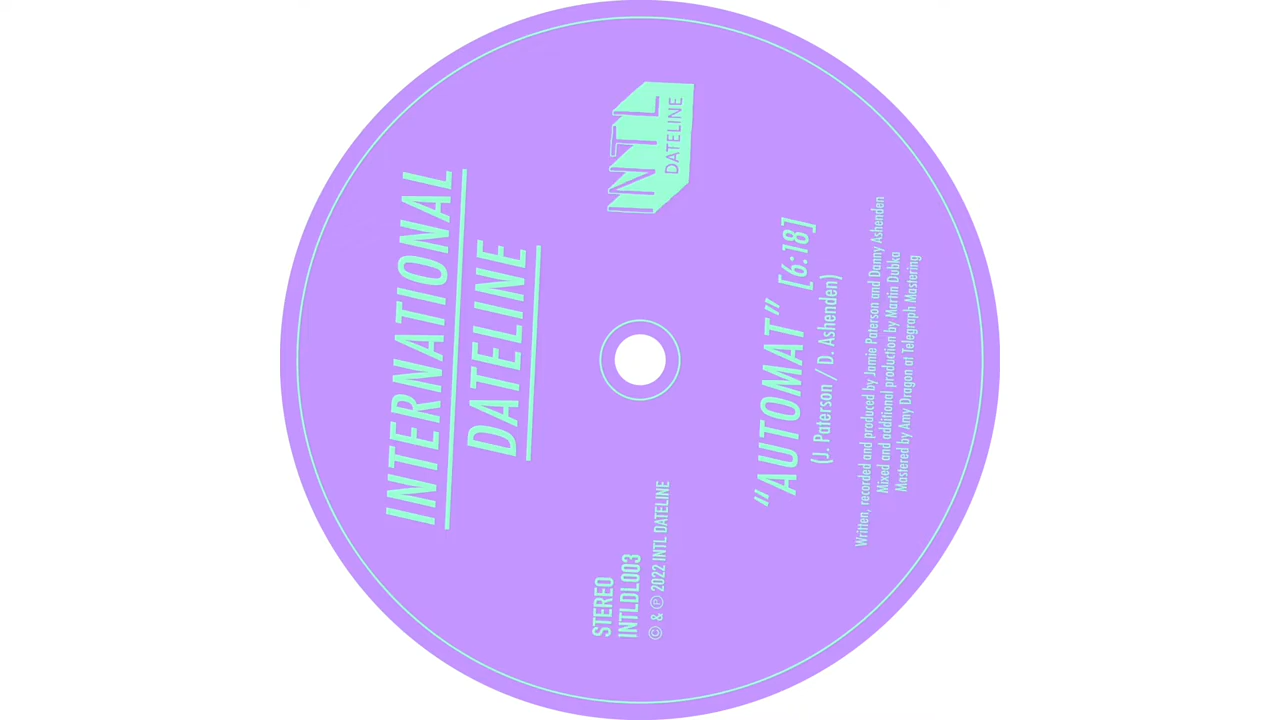 INTERNATIONAL
DATELINE
STEREO
INTLDL003
© & ℗ 2022 INTL DATELINE
INTL
DATELINE
“AUTOMAT” [6:18]
(J. Paterson / D. Ashenden)
Written, recorded and produced by Jamie Paterson and Danny Ashenden
Mixed and additional production by Martin Dubka
Mastered by Amy Dragon at Telegraph Mastering